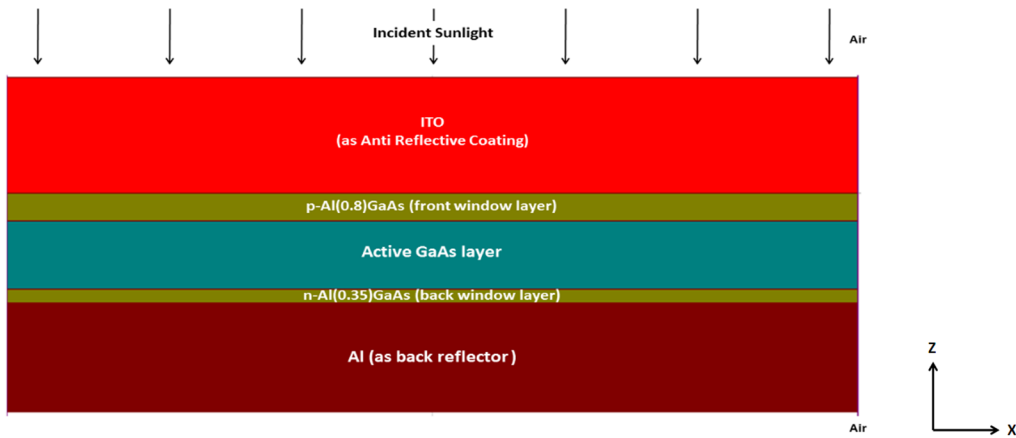 Incident Sunlight
Air
ITO
(as Anti Reflective Coating)
p-Al(0.8)GaAs (front window layer)
Active GaAs layer
n-Al(0.35)GaAs (back window layer)
Al (as back reflector)
Z
X
Air